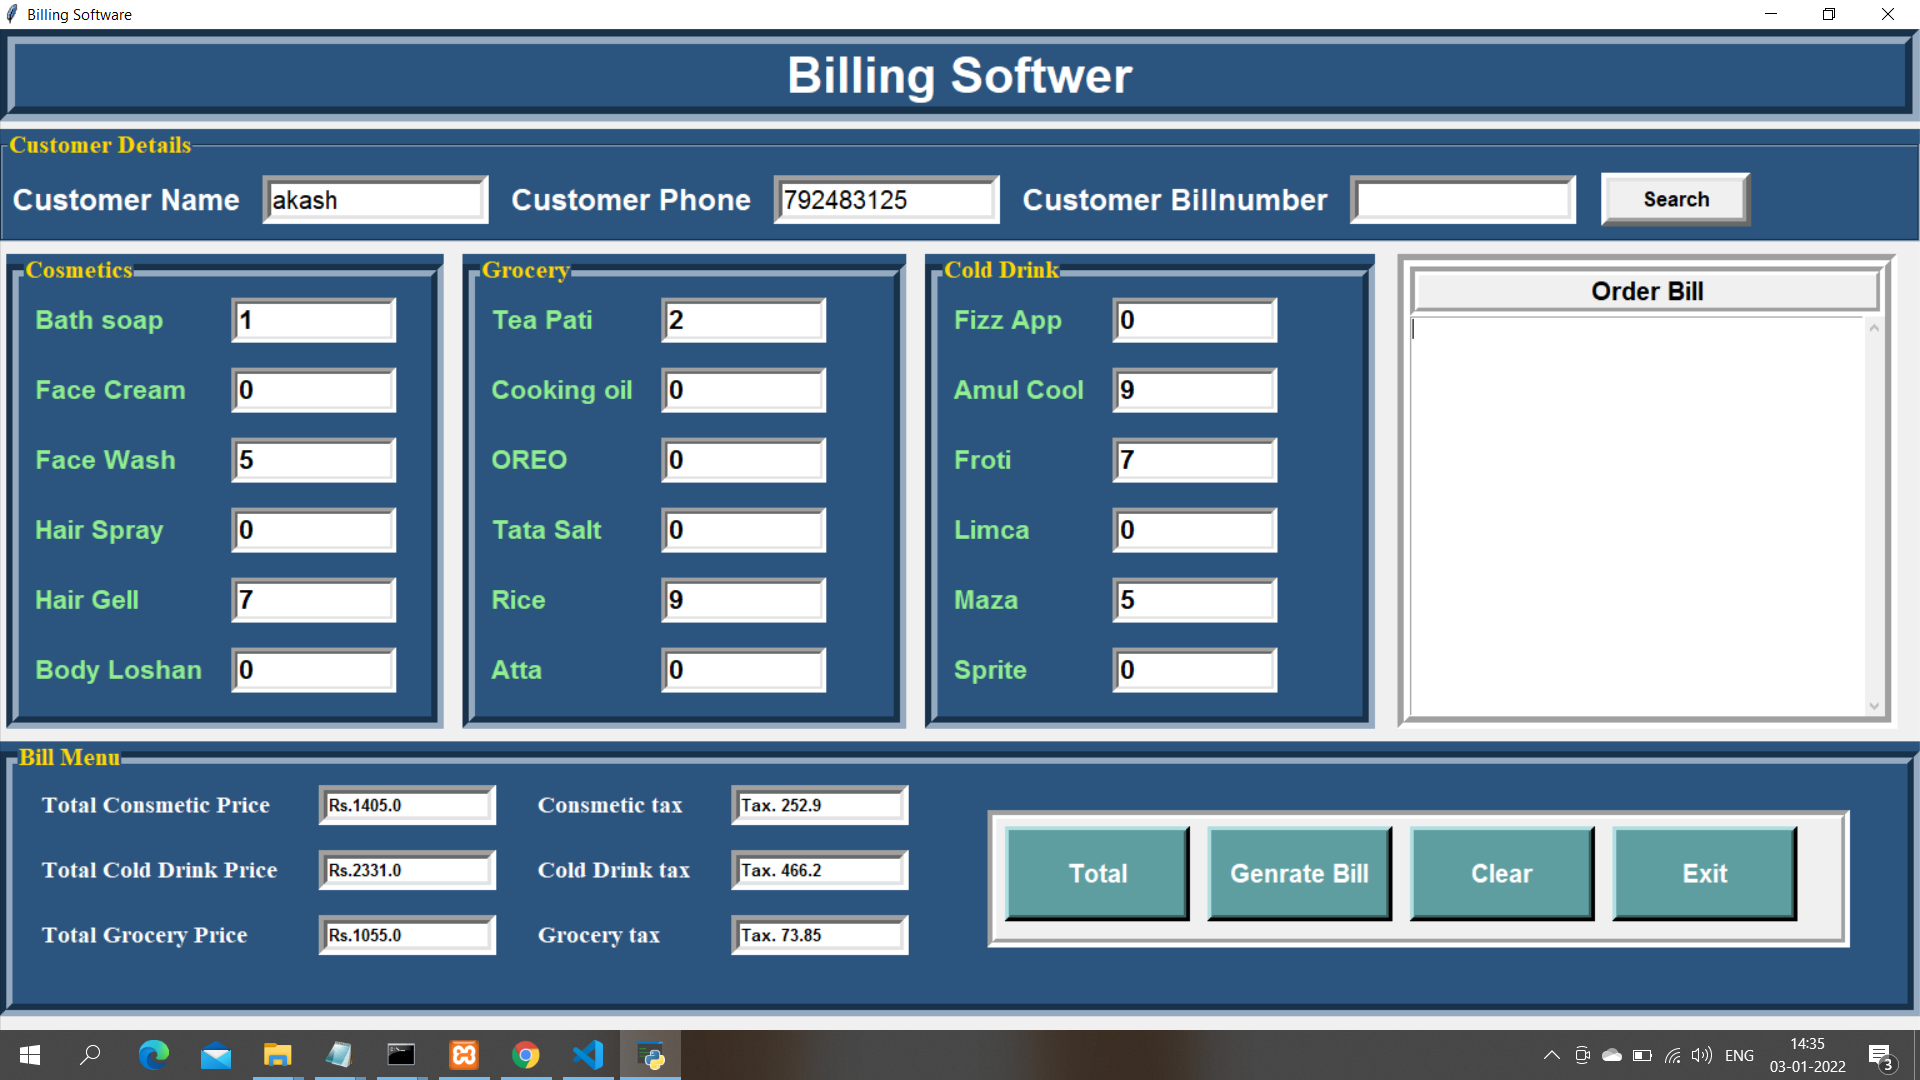 Billing Software
Billing Softwer
Customer Details
Customer Name akash Customer Phone 792483125 Customer Billnumber Search
Cosmetics
Bath soap 1
Face Cream 0
Face Wash 5
Hair Spray 0
Hair Gell 7
Body Loshan 0
Grocery
Tea Pati 2
Cooking oil 0
OREO 0
Tata Salt 0
Rice 9
Atta 0
Cold Drink
Fizz App 0
Amul Cool 9
Froti 7
Limca 0
Maza 5
Sprite 0
Order Bill
Bill Menu
Total Consmetic Price Rs.1405.0 Consmetic tax Tax. 252.9
Total Cold Drink Price Rs.2331.0 Cold Drink tax Tax. 466.2
Total Grocery Price Rs.1055.0 Grocery tax Tax. 73.85
Total Genrate Bill Clear Exit
ENG
14:35
03-01-2022
3